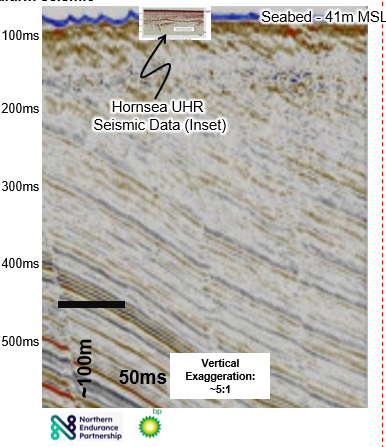 Seabed - 41m MSL
100ms
Hornsea UHR
Seismic Data (Inset)
200ms
300ms
400ms
500ms
~100m
50ms
Vertical
Exaggeration:
~5:1
Northern
Endurance
Partnership
bp